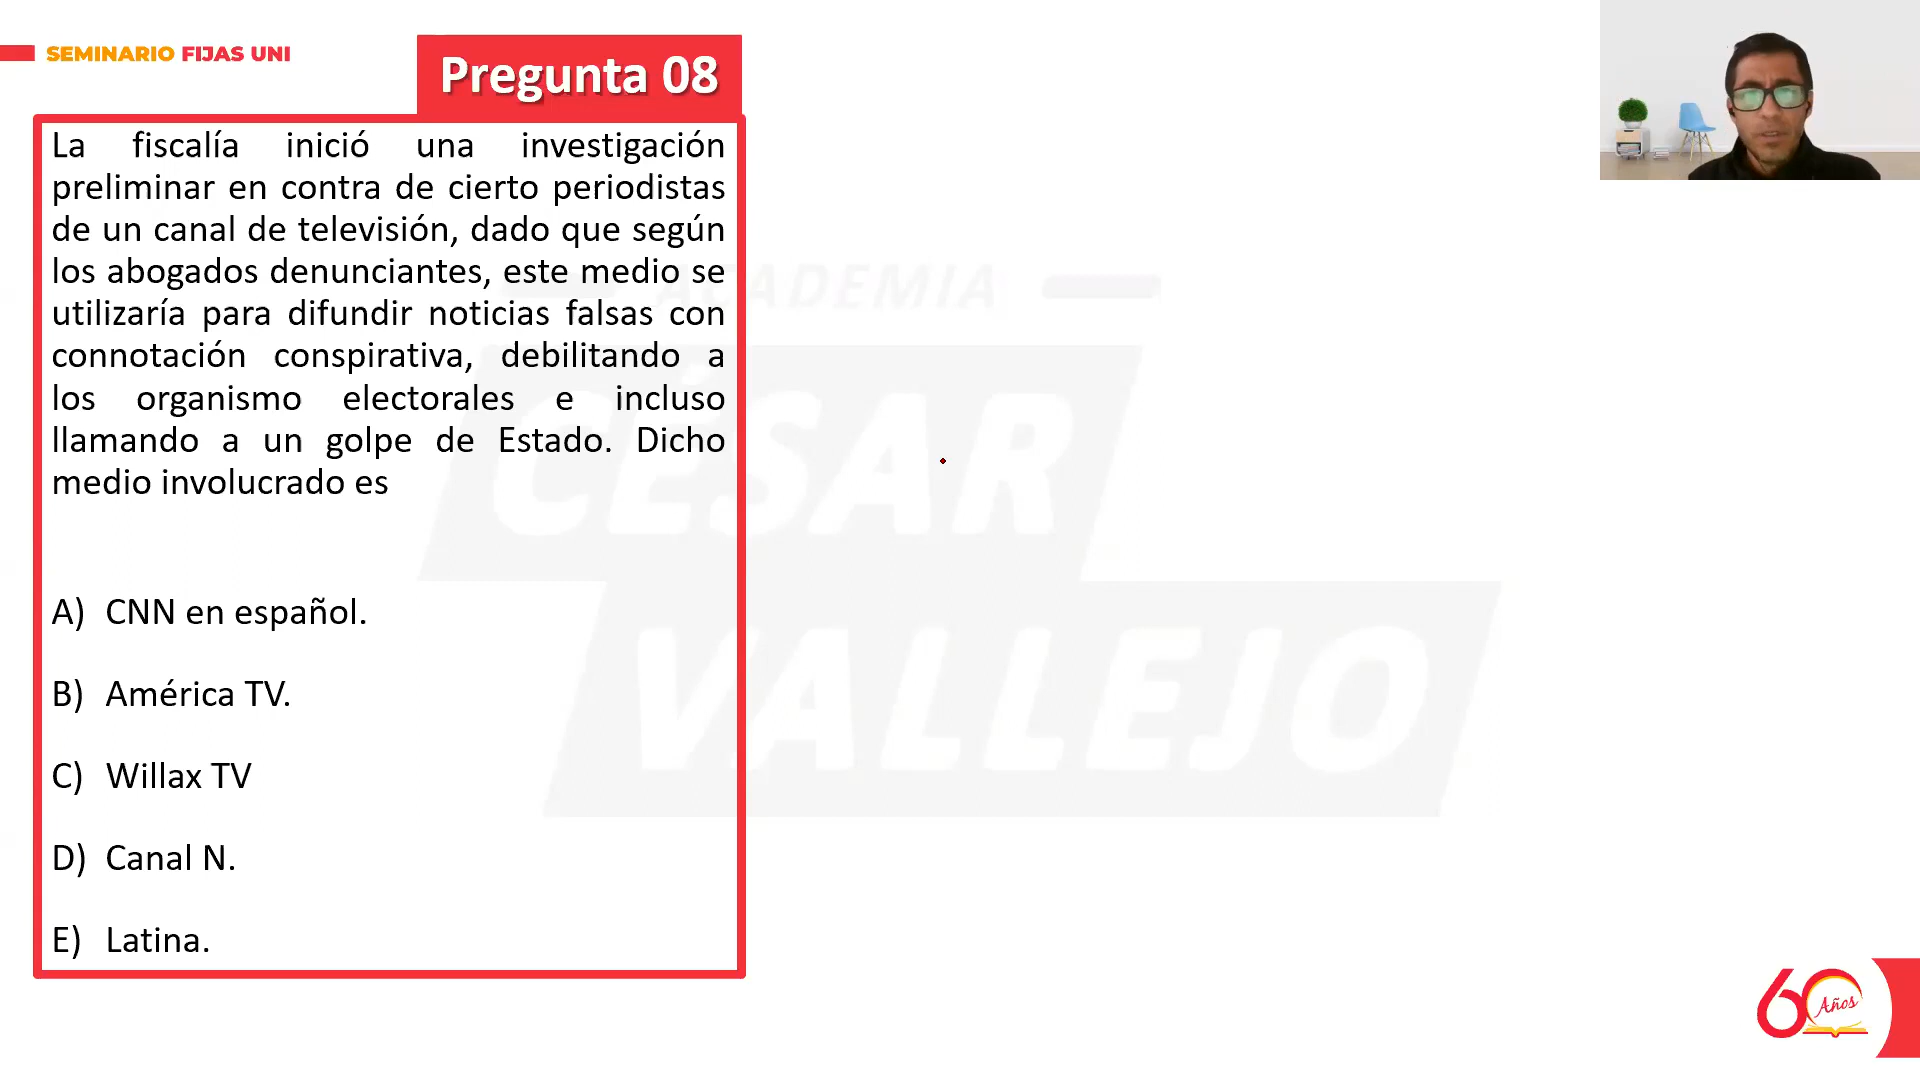 SEMINARIO FIJAS UNI
Pregunta 08
La fiscalía inició una investigación
preliminar en contra de cierto periodistas
de un canal de televisión, dado que según
los abogados denunciantes, este medio se
utilizaría para difundir noticias falsas con
connotación conspirativa, debilitando a
los organismo electorales e incluso
llamando a un golpe de Estado. Dicho
medio involucrado es
A) CNN en español.
B) América TV.
C) Willax TV
D) Canal N.
E) Latina.
ACADEMIA
CÉSAR
VALLEJO
60 Años